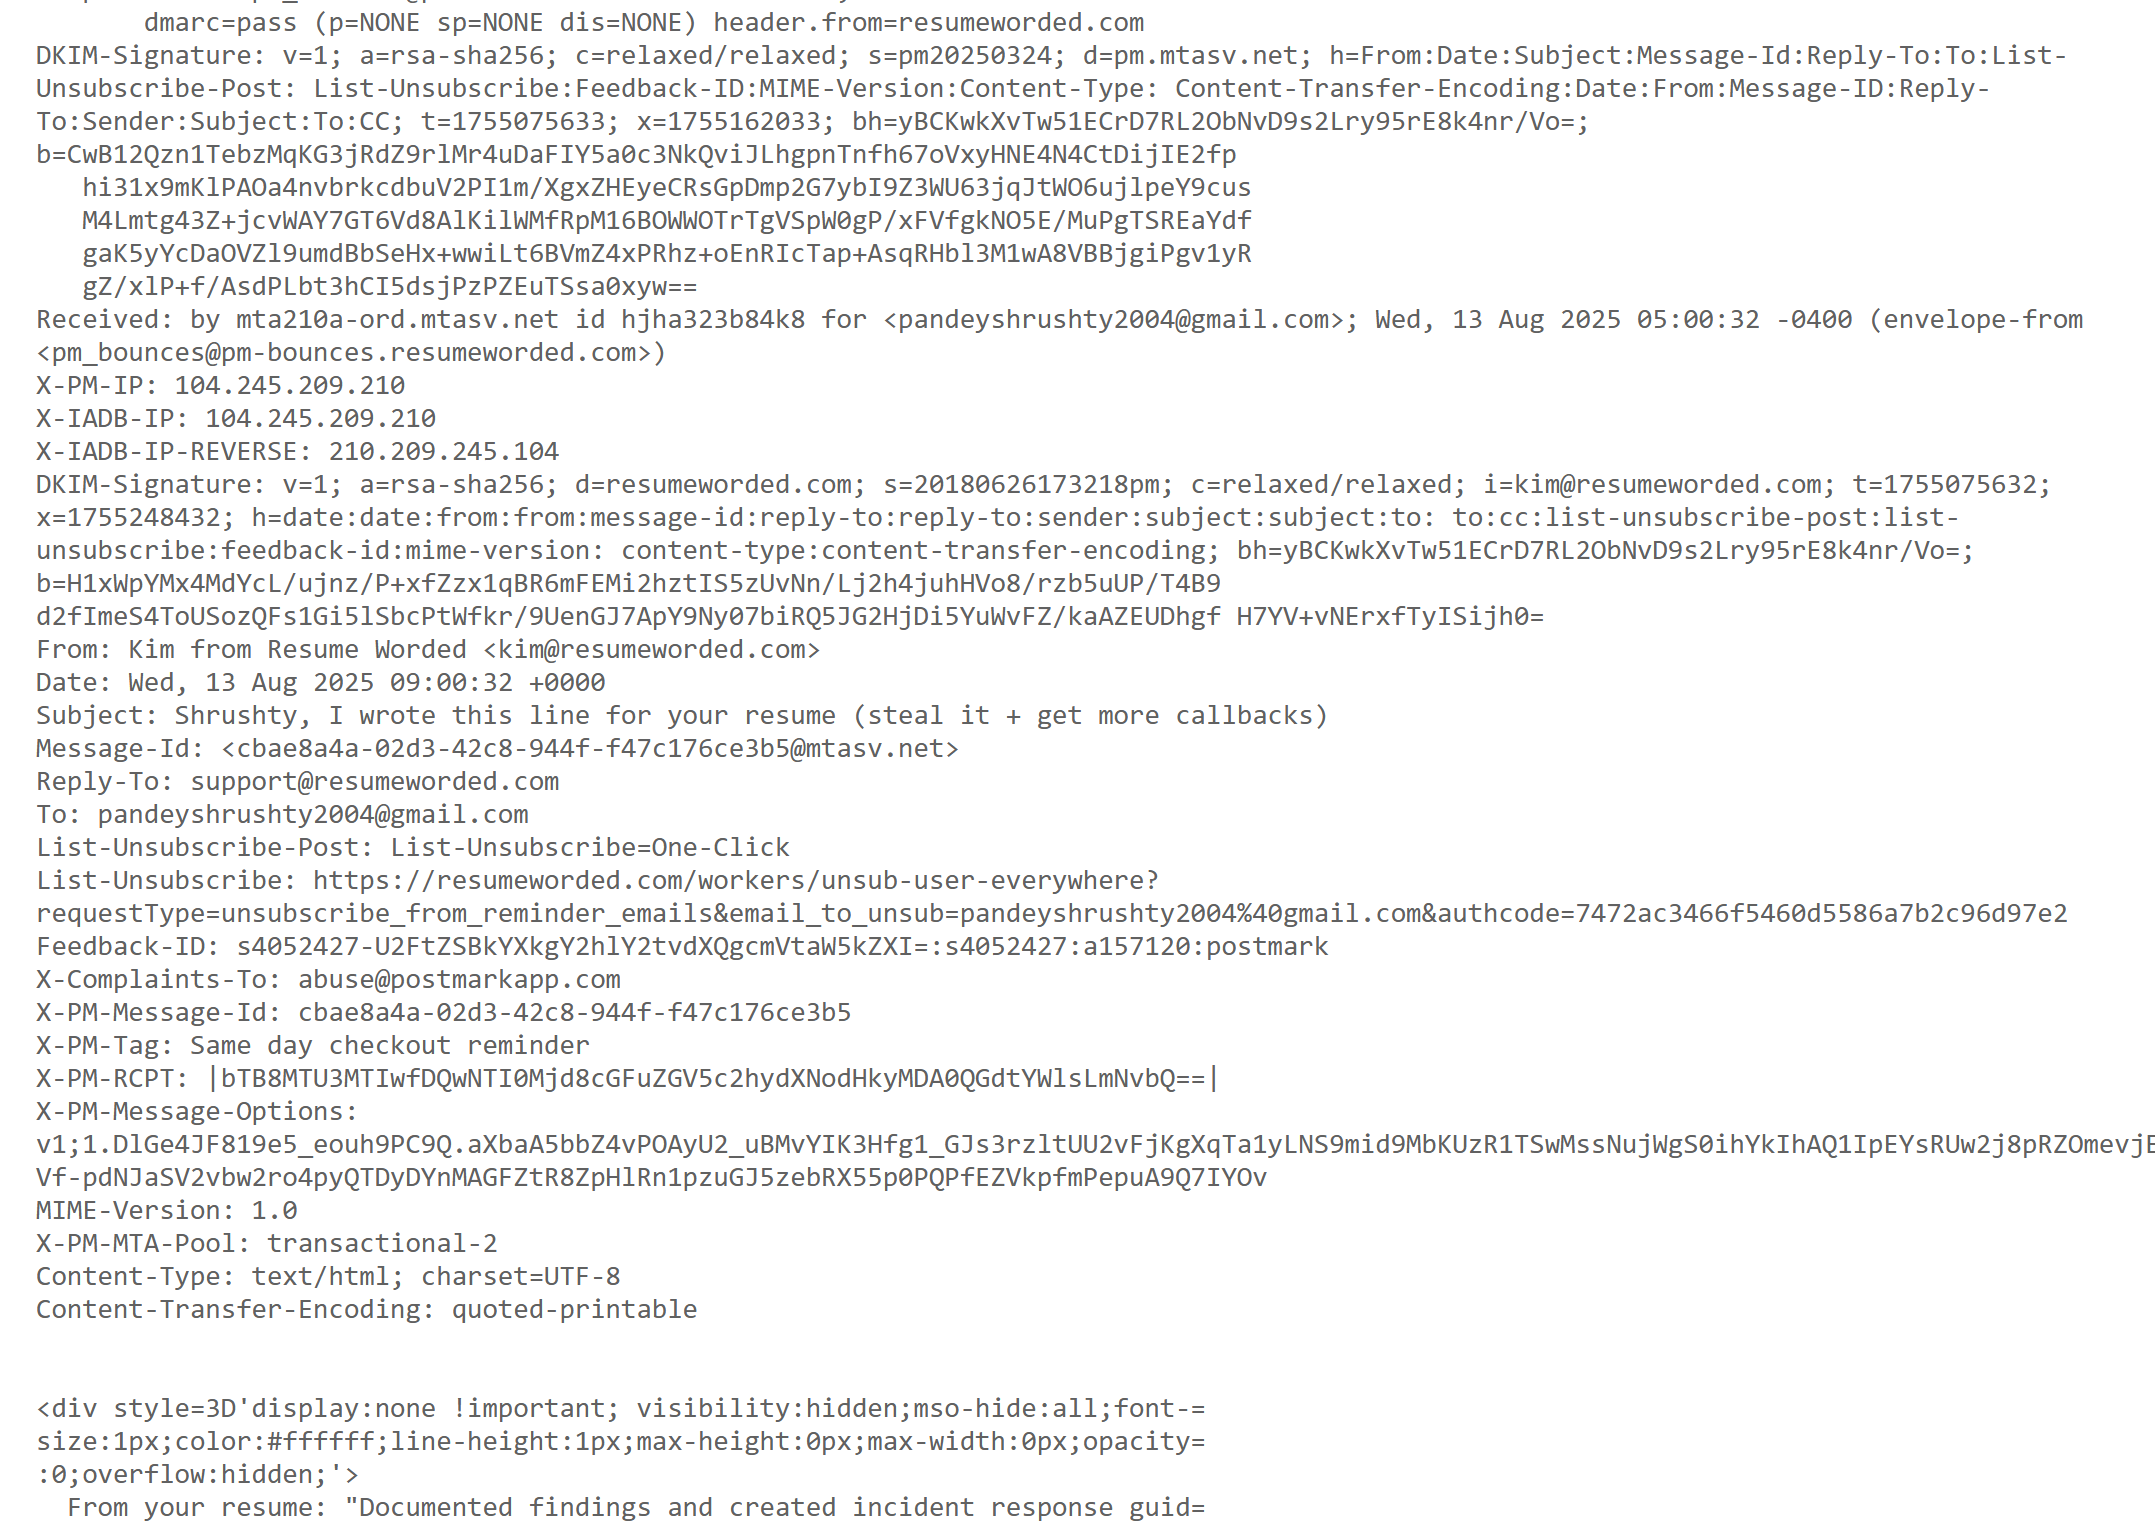 dmarc=pass (p=NONE sp=NONE dis=NONE) header.from=resumeworded.com
DKIM-Signature: v=1; a=rsa-sha256; c=relaxed/relaxed; s=pm20250324; d=pm.mtasv.net; h=From:Date:Subject:Message-Id:Reply-To:To:List-
Unsubscribe-Post: List-Unsubscribe:Feedback-ID:MIME-Version:Content-Type: Content-Transfer-Encoding:Date:From:Message-ID:Reply-
To:Sender:Subject:To:CC; t=1755075633; x=1755162033; bh=yBCKwkXvTw51ECrD7RL2ObNvD9s2Lry95rE8k4nr/Vo=;
b=CwB12Qzn1TebzMqKG3jRdZ9rlMr4uDaFIY5a0c3NkQviJLhgpnTnfh67oVxyHNE4N4CtDijIE2fp
hi31x9mKlPAOa4nvbrkcdbuV2PI1m/XgxZHEyeCRsGpDmp2G7ybI9Z3WU63jqJtWO6ujlpeY9cus
M4Lmtg43Z+jcvWAY7GT6Vd8AlKilWMfRpM16BOWWOTrTgVSpW0gP/xFVfgkNO5E/MuPgTSREaYdf
gaK5yYcDaOVZl9umdBbSeHx+wwiLt6BVmZ4xPRhz+oEnRIcTap+AsqRHbl3M1wA8VBBjgiPgv1yR
gZ/xlP+f/AsdPLbt3hCI5dsjPzPZEuTSsa0xyw==
Received: by mta210a-ord.mtasv.net id hjha323b84k8 for <pandeyshrushty2004@gmail.com>; Wed, 13 Aug 2025 05:00:32 -0400 (envelope-from
<pm_bounces@pm-bounces.resumeworded.com>)
X-PM-IP: 104.245.209.210
X-IADB-IP: 104.245.209.210
X-IADB-IP-REVERSE: 210.209.245.104
DKIM-Signature: v=1; a=rsa-sha256; d=resumeworded.com; s=20180626173218pm; c=relaxed/relaxed; i=kim@resumeworded.com; t=1755075632;
x=1755248432; h=date:date:from:from:message-id:reply-to:reply-to:sender:subject:subject:to: to:cc:list-unsubscribe-post:list-
unsubscribe:feedback-id:mime-version: content-type:content-transfer-encoding; bh=yBCKwkXvTw51ECrD7RL2ObNvD9s2Lry95rE8k4nr/Vo=;
b=H1xWpYMx4MdYcL/ujnz/P+xfZzx1qBR6mFEMi2hztIS5zUvNn/Lj2h4juhHVo8/rzb5uUP/T4B9
d2fImeS4ToUSozQFs1Gi5lSbcPtWfkr/9UenGJ7ApY9Ny07biRQ5JG2HjDi5YuWvFZ/kaAZEUDhgf H7YV+vNErxfTyISijh0=
From: Kim from Resume Worded <kim@resumeworded.com>
Date: Wed, 13 Aug 2025 09:00:32 +0000
Subject: Shrushty, I wrote this line for your resume (steal it + get more callbacks)
Message-Id: <cbae8a4a-02d3-42c8-944f-f47c176ce3b5@mtasv.net>
Reply-To: support@resumeworded.com
To: pandeyshrushty2004@gmail.com
List-Unsubscribe-Post: List-Unsubscribe=One-Click
List-Unsubscribe: https://resumeworded.com/workers/unsub-user-everywhere?
requestType=unsubscribe_from_reminder_emails&email_to_unsub=pandeyshrushty2004%40gmail.com&authcode=7472ac3466f5460d5586a7b2c96d97e2
Feedback-ID: s4052427-U2FtZSBkYXkgY2hlY2tvdXQgcmVtaW5kZXI=:s4052427:a157120:postmark
X-Complaints-To: abuse@postmarkapp.com
X-PM-Message-Id: cbae8a4a-02d3-42c8-944f-f47c176ce3b5
X-PM-Tag: Same day checkout reminder
X-PM-RCPT: |bTB8MTU3MTIwfDQwNTI0Mjd8cGFuZGV5c2hydXNodHkyMDA0QGdtYWlsLmNvbQ==|
X-PM-Message-Options:
v1;1.DlGe4JF819e5_eouh9PC9Q.aXbaA5bbZ4vPOAyU2_uBMvYIK3Hfg1_GJs3rzltUU2vFjKgXqTa1yLNS9mid9MbKUzR1TSwMssNujWgS0ihYkIhAQ1IpEYsRUw2j8pRZOmevjE
Vf-pdNJaSV2vbw2ro4pyQTDyDYnMAGFZtR8ZpHlRn1pzuGJ5zebRX55p0PQPfEZVkpfmPepuA9Q7IYOv
MIME-Version: 1.0
X-PM-MTA-Pool: transactional-2
Content-Type: text/html; charset=UTF-8
Content-Transfer-Encoding: quoted-printable
<div style=3D'display:none !important; visibility:hidden;mso-hide:all;font-=
size:1px;color:#ffffff;line-height:1px;max-height:0px;max-width:0px;opacity=
:0;overflow:hidden;'>
From your resume: "Documented findings and created incident response guid=